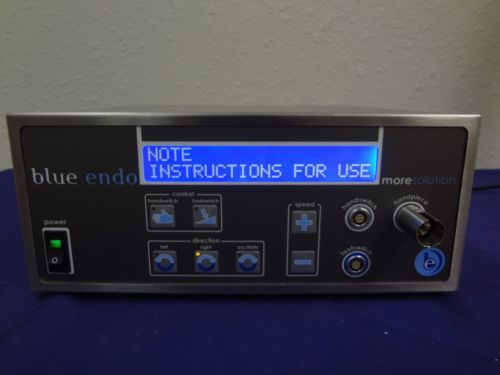 NOTE
INSTRUCTIONS FOR USE
blue endo
moresolution
control
handswitch
footswitch
speed
handswitch
handpiece
power
direction
left
right
oscillate
footswitch
be